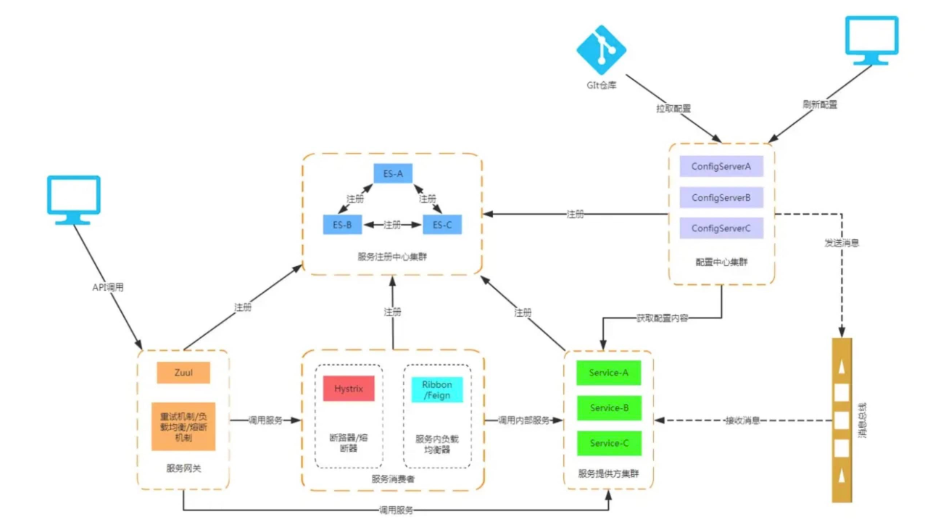 GIt仓库
拉取配置
刷新配置
ConfigServerA
ConfigServerB
ConfigServerC
配置中心集群
ES-A
注册
注册
ES-B
注册
ES-C
服务注册中心集群
注册
发送消息
API调用
注册
注册
注册
获取配置内容
Zuul
重试机制/负
载均衡/熔断
机制
服务网关
调用服务
Hystrix
断路器/熔
断器
Ribbon
/Feign
服务内负载
均衡器
服务消费者
调用内部服务
Service-A
Service-B
Service-C
服务提供方集群
接收消息
消息总线
调用服务